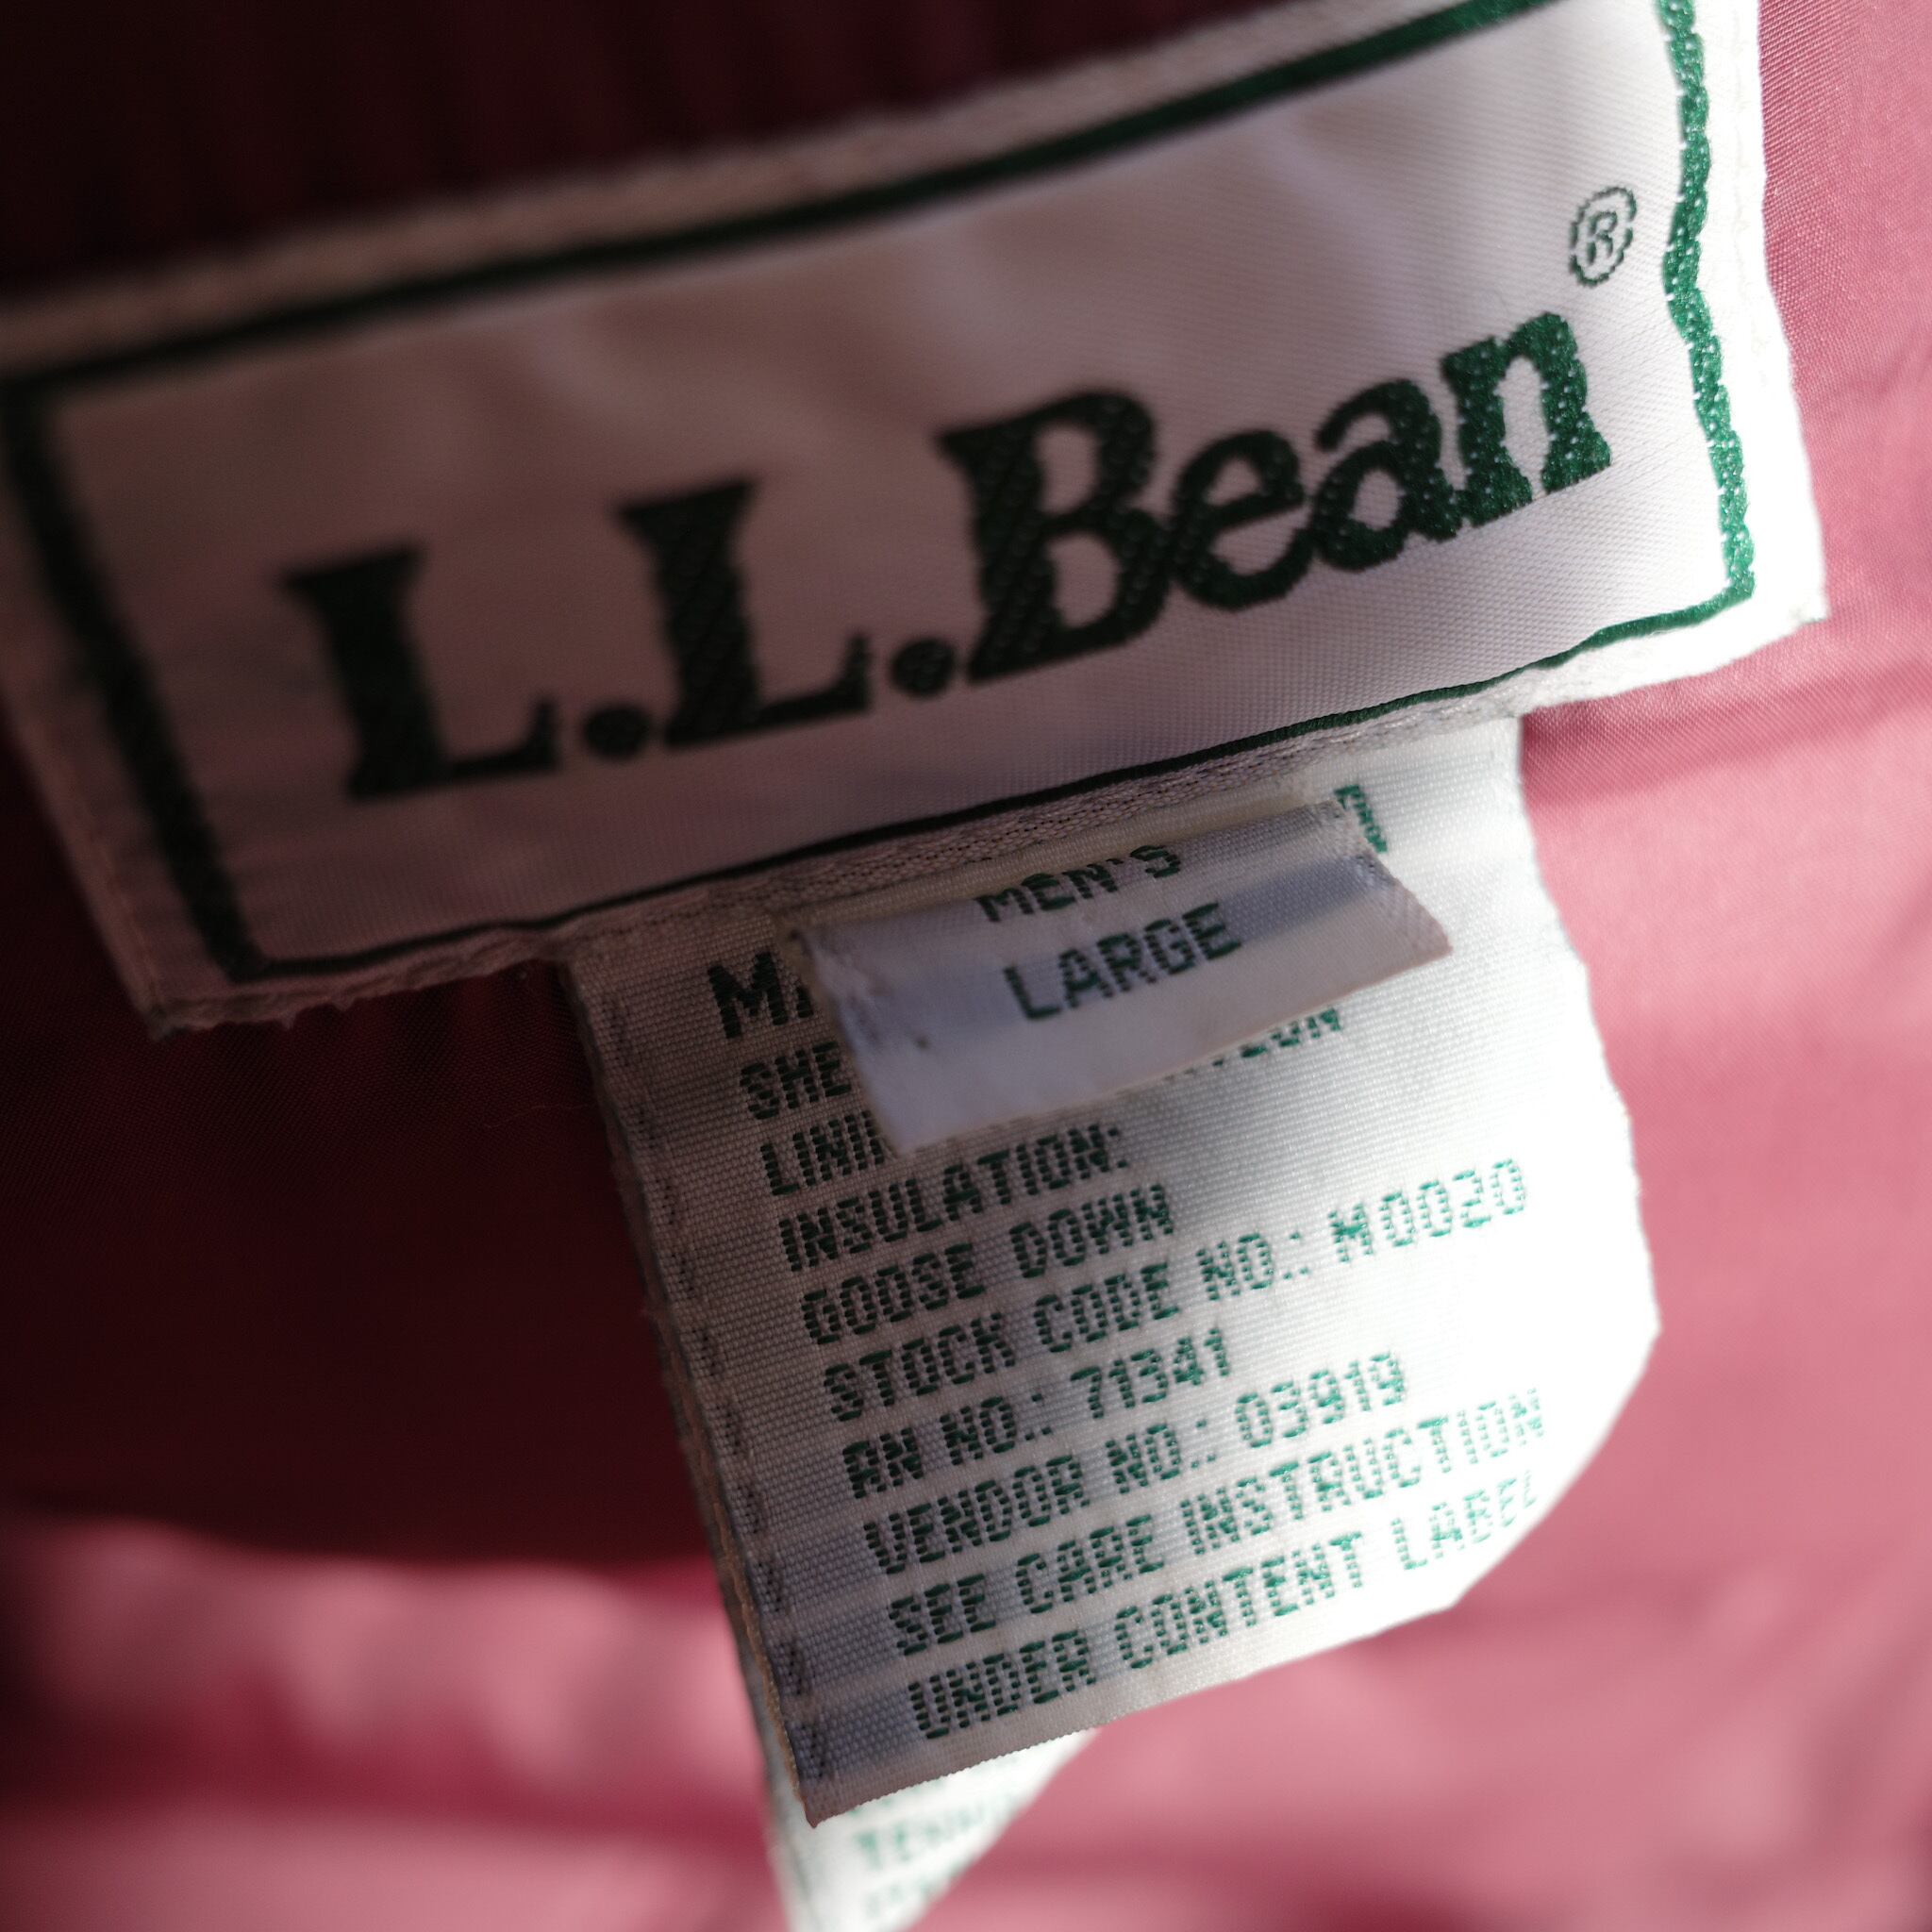 L.L.Bean®
MEN'S
LARGE
INSULATION:
GOOSE DOWN
STOCK CODE NO.: M0020
RN NO.: 71341
VENDOR NO.: 03919
SEE CARE INSTRUCTION
UNDER CONTENT LABEL